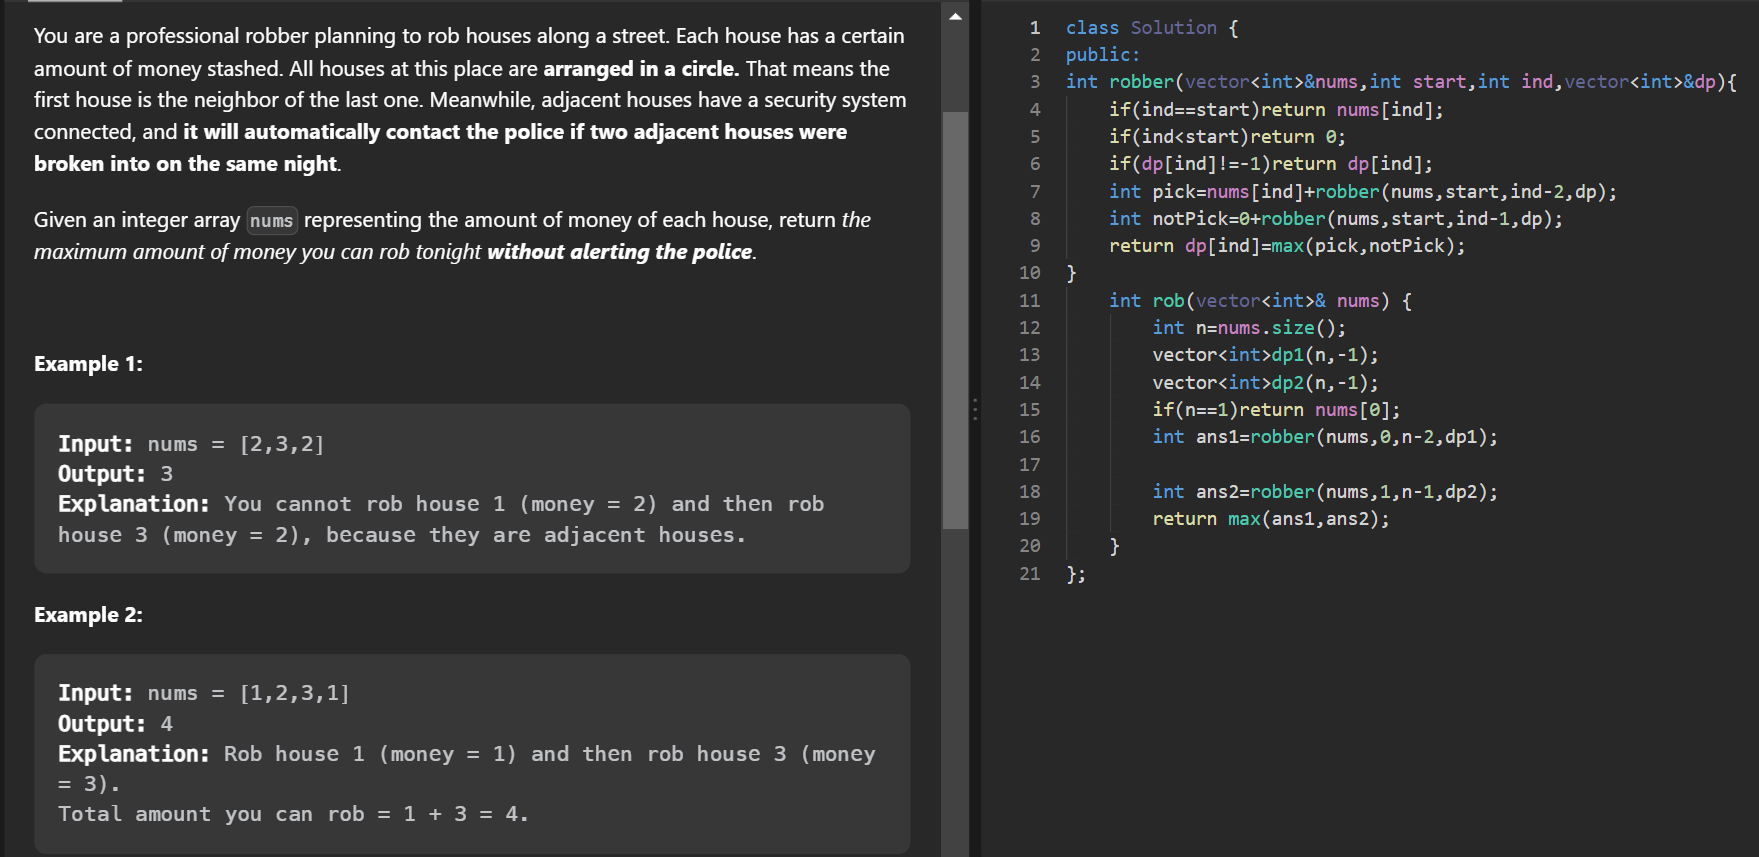 You are a professional robber planning to rob houses along a street. Each house has a certain
amount of money stashed. All houses at this place are arranged in a circle. That means the
first house is the neighbor of the last one. Meanwhile, adjacent houses have a security system
connected, and it will automatically contact the police if two adjacent houses were
broken into on the same night.
Given an integer array nums representing the amount of money of each house, return the
maximum amount of money you can rob tonight without alerting the police.
Example 1:
Input: nums = [2,3,2]
Output: 3
Explanation: You cannot rob house 1 (money = 2) and then rob
house 3 (money = 2), because they are adjacent houses.
Example 2:
Input: nums = [1,2,3,1]
Output: 4
Explanation: Rob house 1 (money = 1) and then rob house 3 (money
= 3).
Total amount you can rob = 1 + 3 = 4.
1 class Solution {
2 public:
3 int robber(vector<int>&nums,int start,int ind,vector<int>&dp){
4     if(ind==start)return nums[ind];
5     if(ind<start)return 0;
6     if(dp[ind]!=-1)return dp[ind];
7     int pick=nums[ind]+robber(nums,start,ind-2,dp);
8     int notPick=0+robber(nums,start,ind-1,dp);
9     return dp[ind]=max(pick,notPick);
10 }
11     int rob(vector<int>& nums) {
12         int n=nums.size();
13         vector<int>dp1(n,-1);
14         vector<int>dp2(n,-1);
15         if(n==1)return nums[0];
16         int ans1=robber(nums,0,n-2,dp1);
17
18         int ans2=robber(nums,1,n-1,dp2);
19         return max(ans1,ans2);
20     }
21 };